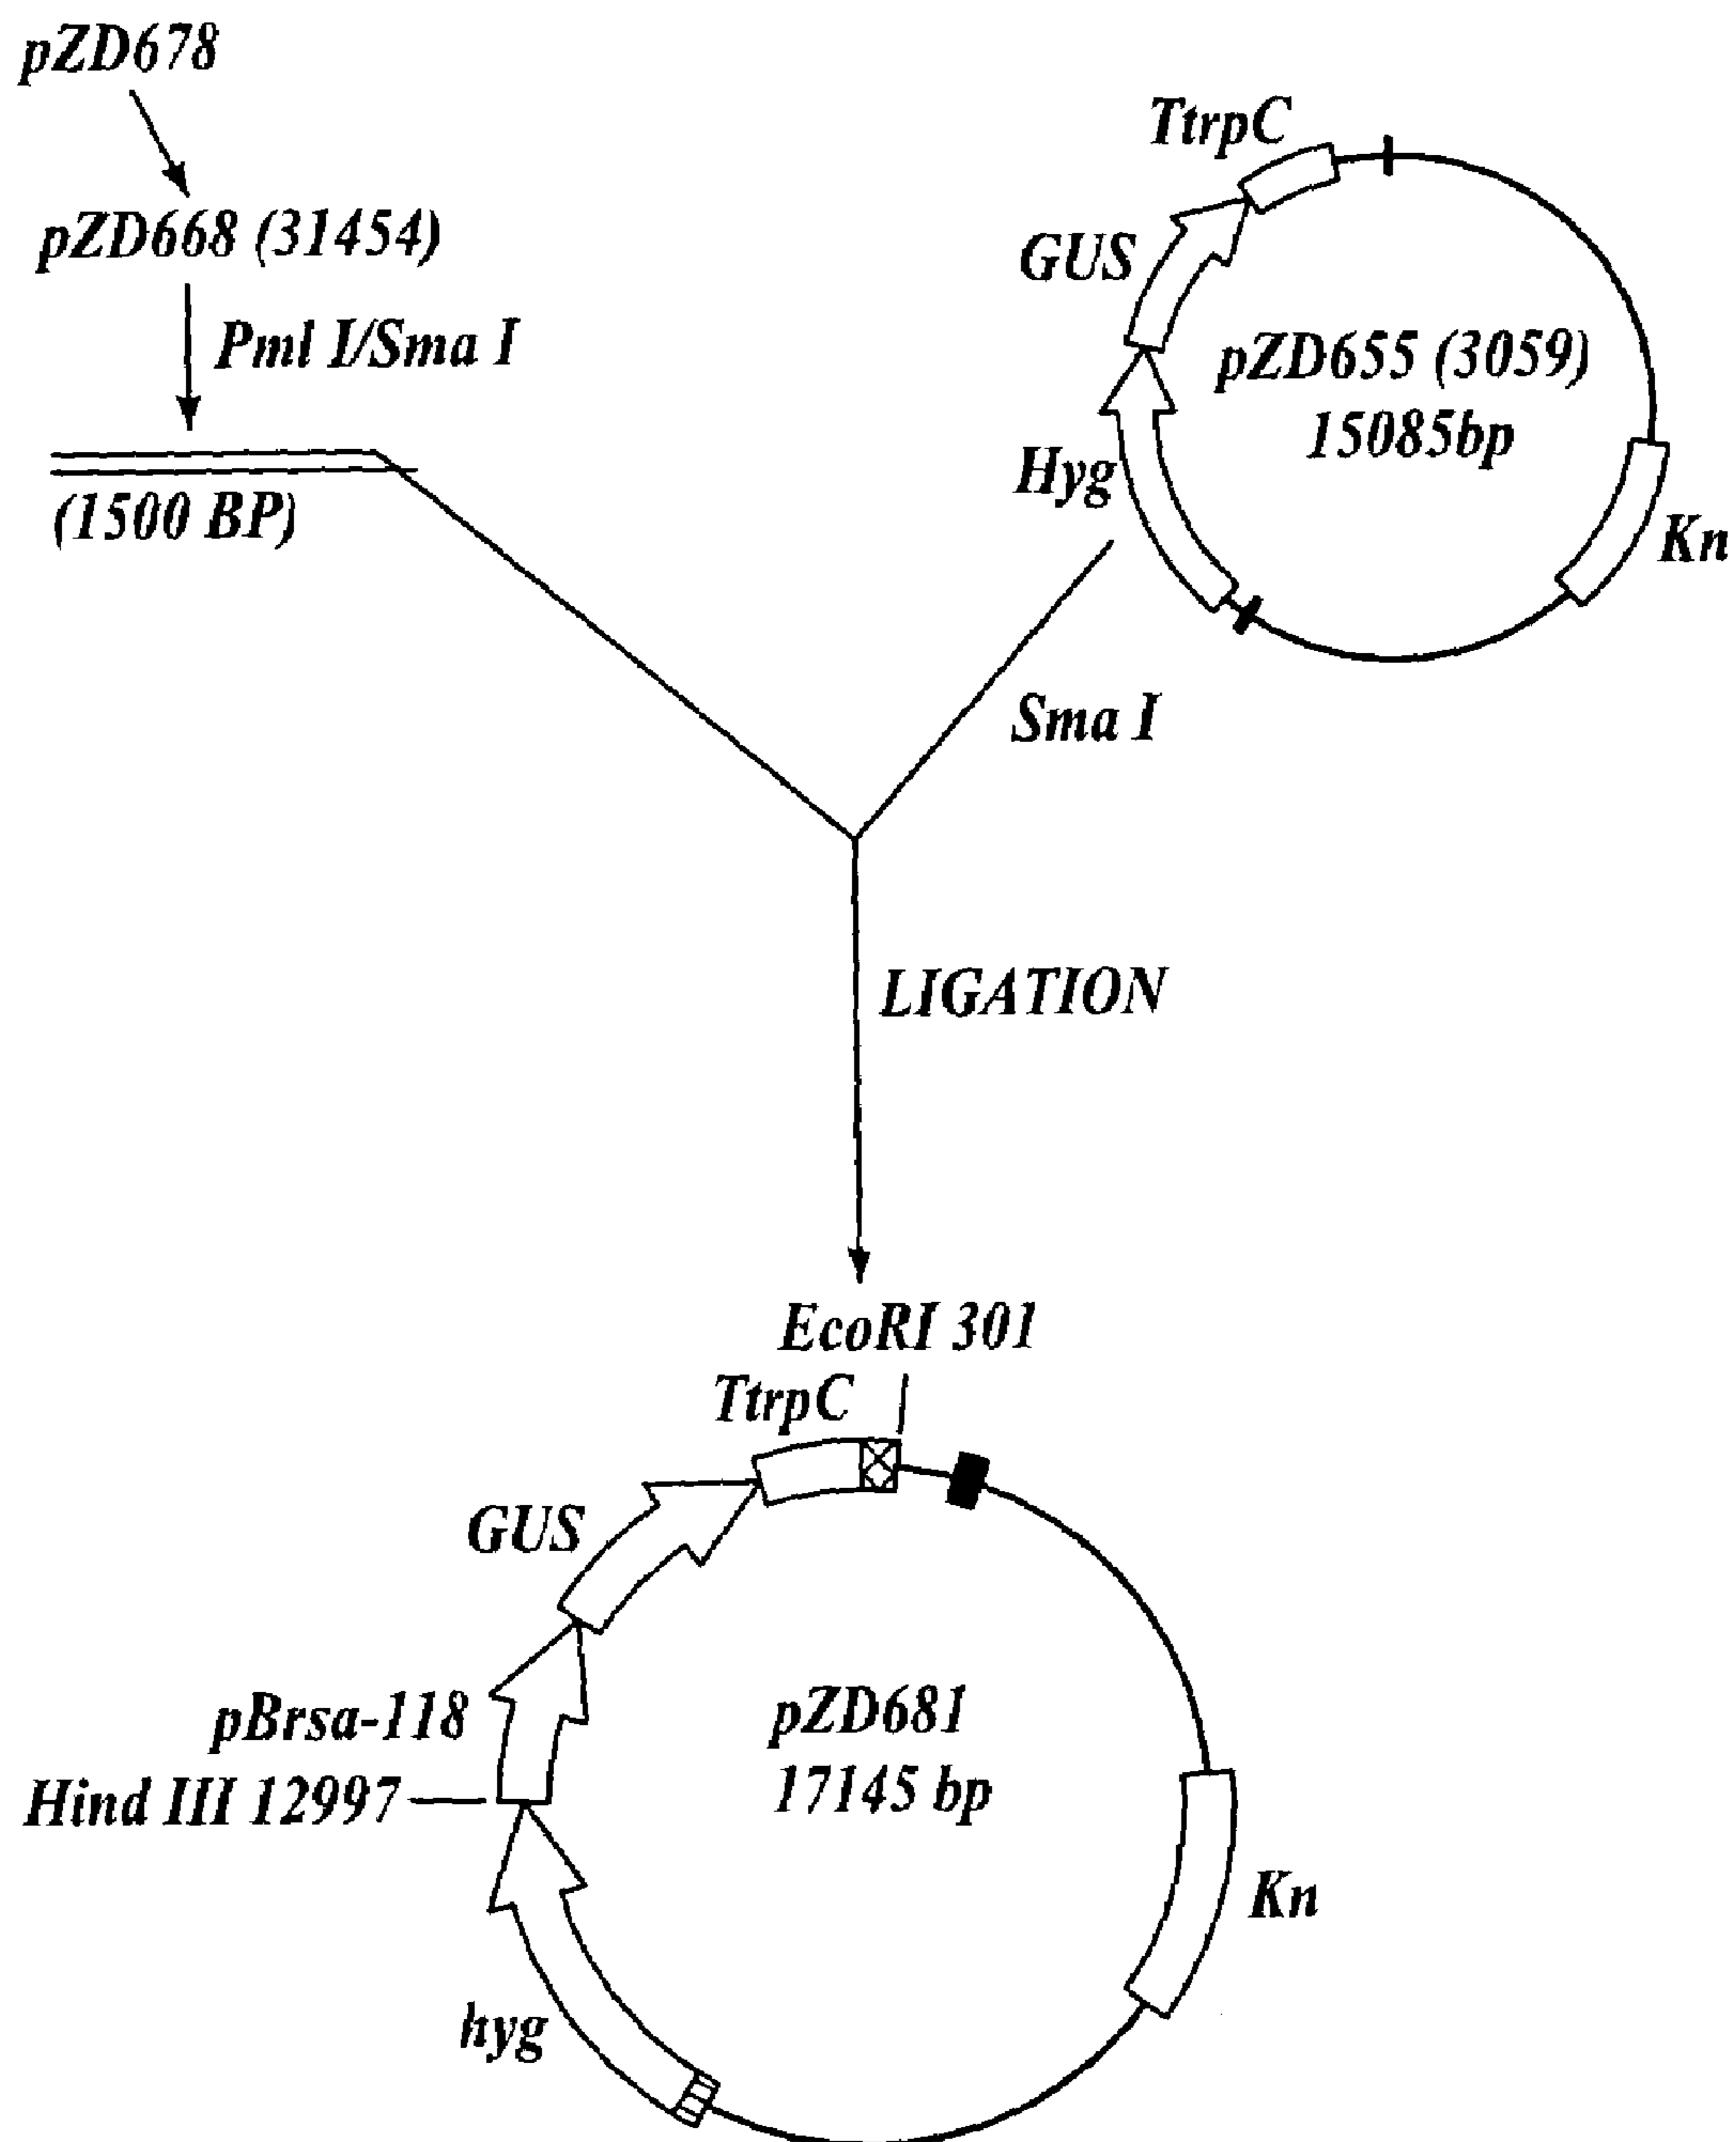 pZD678
pZD668 (31454)
Pml I/Sma I
(1500 BP)
TtrpC
GUS
pZD655 (3059)
15085bp
Hyg
Kn
Sma I
LIGATION
EcoRI 301
TtrpC
GUS
pBrsa-118
Hind III 12997
pZD681
17145 bp
Kn
hyg